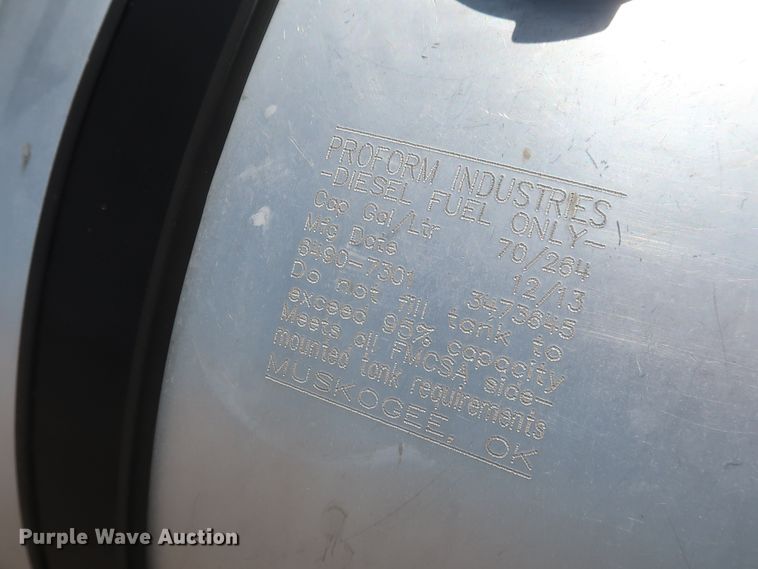 PROFORM INDUSTRIES
-DIESEL FUEL ONLY-
Cap Gal/Ltr 70/264
Mfg Date 12/13
6490-7301 3473645
Do not fill tank to
exceed 95% capacity
Meets all FMCSA side-
mounted tank requirements
MUSKOGEE, OK
Purple Wave Auction